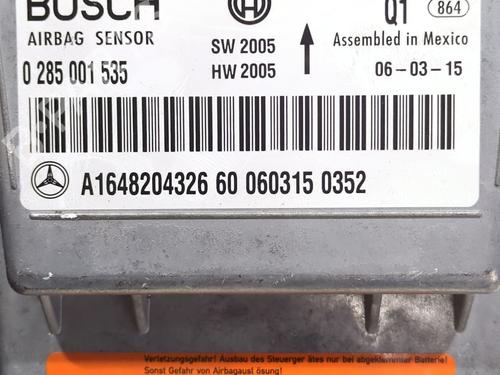 BOSCH
Q1
864
AIRBAG SENSOR
SW 2005
Assembled in Mexico
0 285 001 535
HW 2005
06-03-15
A1648204326 60 060315 0352
Verletzungsgefahr! Ausbau des Steuerger ätes nur bei abgeklemmter Batterie!
Sonst Gefahr von Airbagausl ösung!